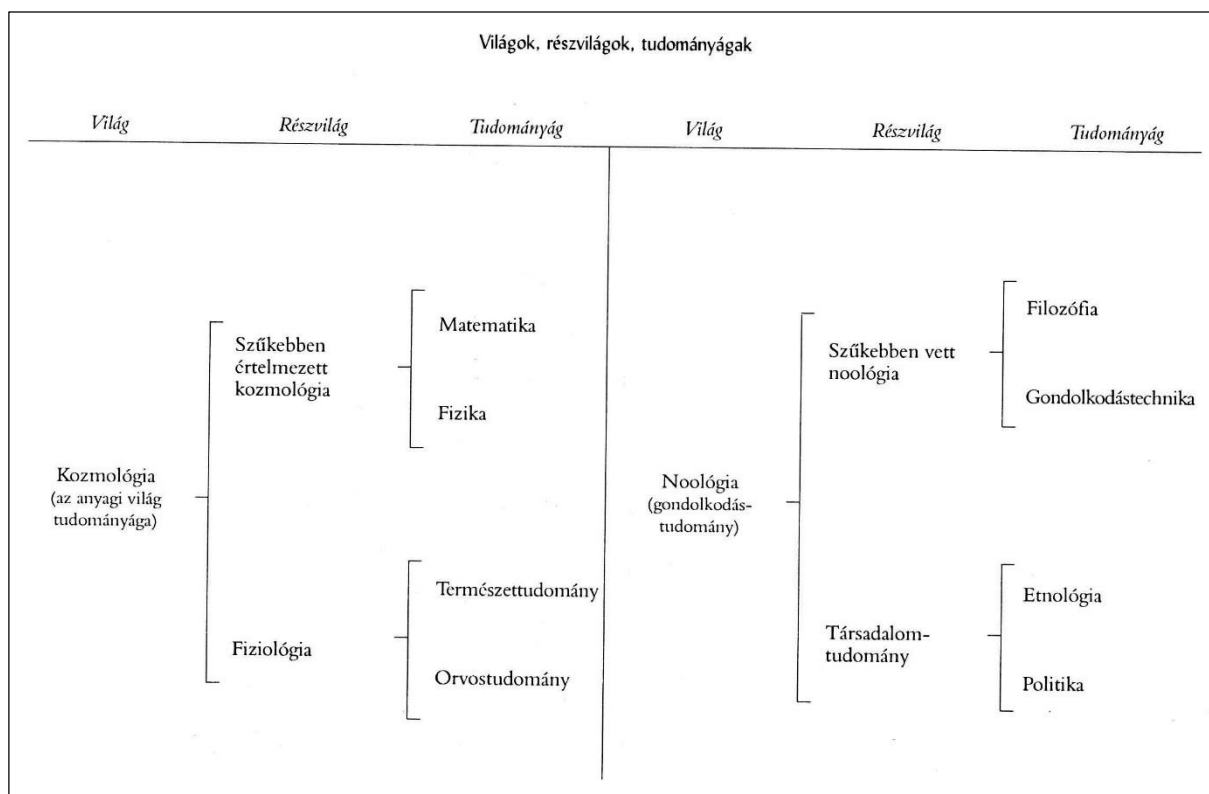 Világok, részvilágok, tudományágak
Világ Részvilág Tudományág Világ Részvilág Tudományág
Szűkebben
értelmezett
kozmológia
Matematika
Fizika
Kozmológia
(az anyagi világ
tudományága)
Fiziológia
Természettudomány
Orvostudomány
Szűkebben vett
noológia
Filozófia
Gondolkodástechnika
Noológia
(gondolkodás-
tudomány)
Társadalom-
tudomány
Etnológia
Politika